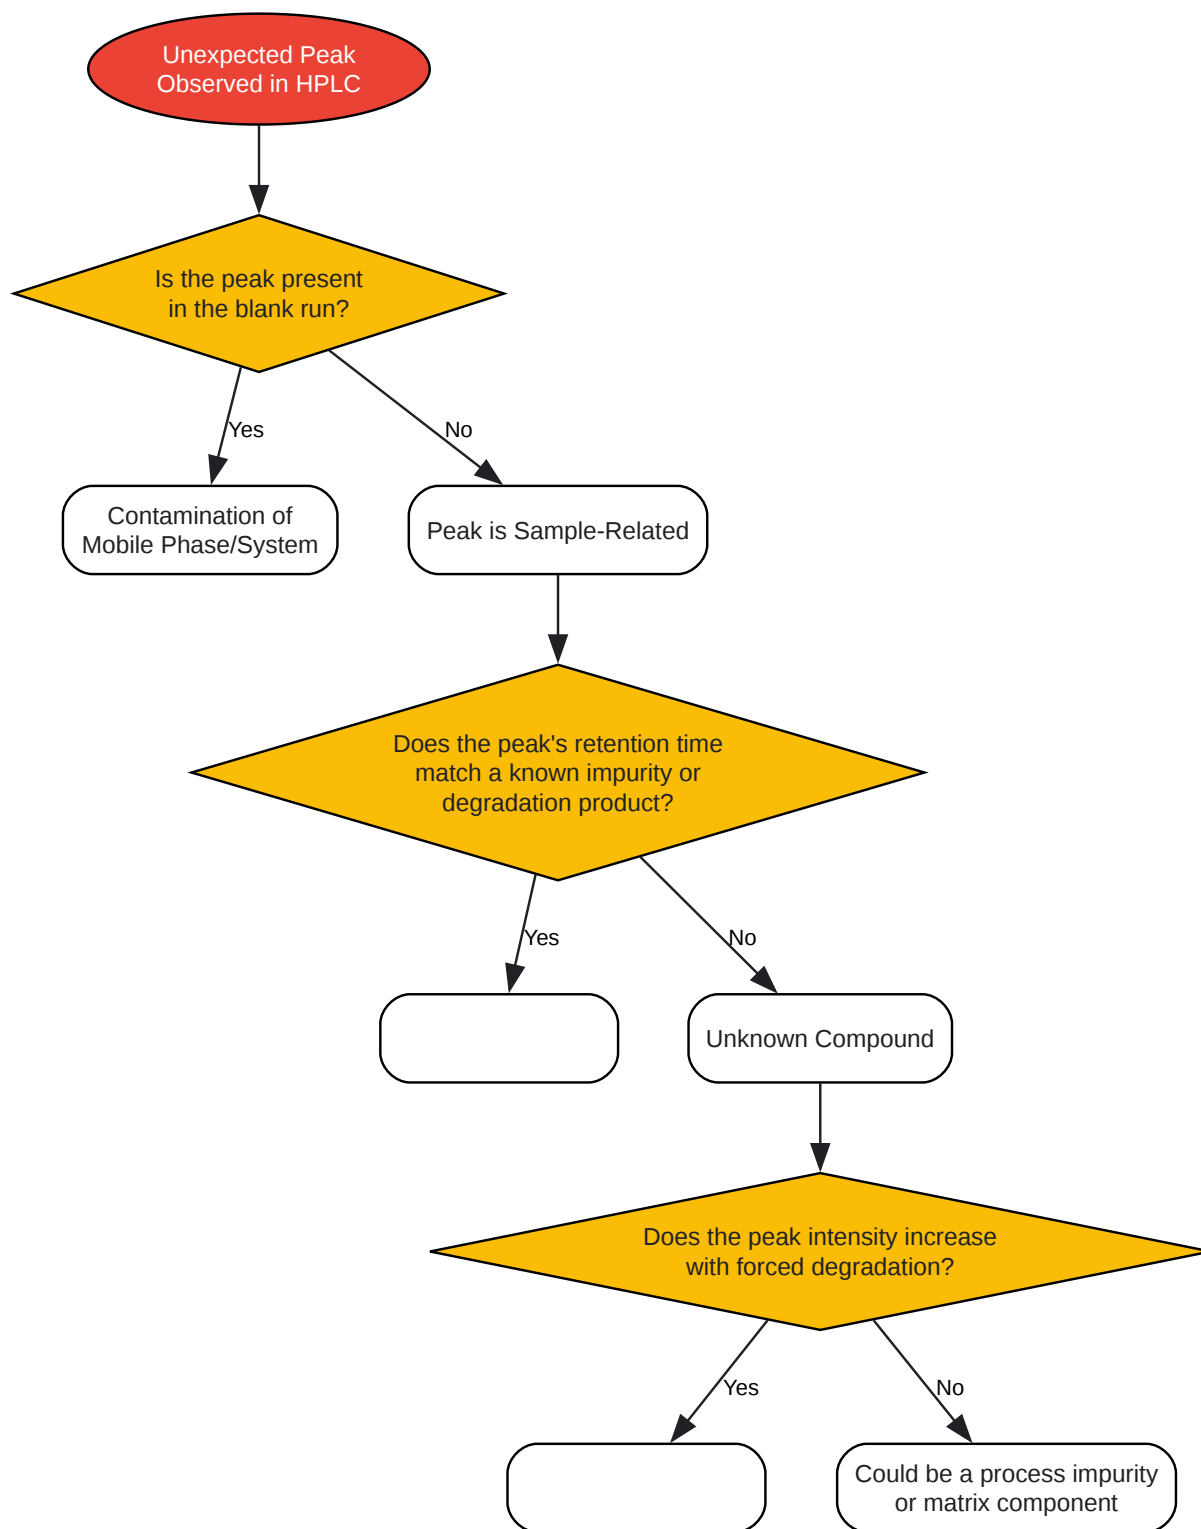 Unexpected Peak
Observed in HPLC
Is the peak present
in the blank run?
Yes
No
Contamination of
Mobile Phase/System
Peak is Sample-Related
Does the peak's retention time
match a known impurity or
degradation product?
Yes
No
Unknown Compound
Does the peak intensity increase
with forced degradation?
Yes
No
Could be a process impurity
or matrix component